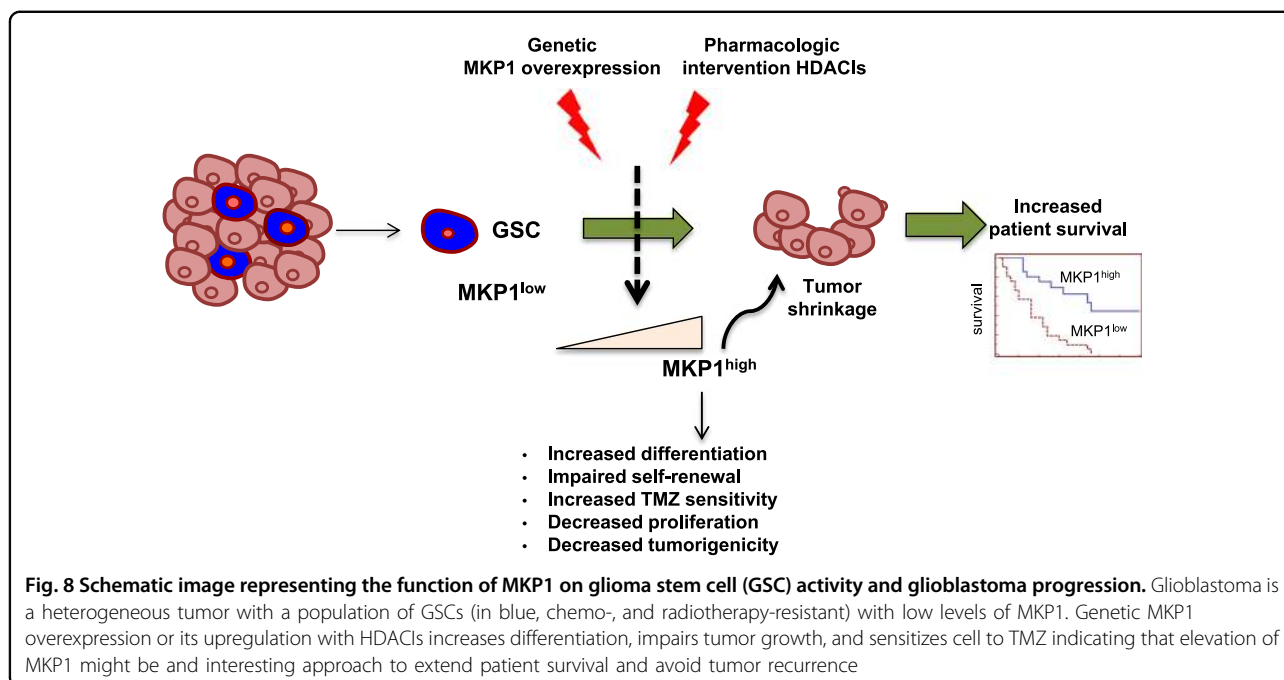 Genetic
MKP1 overexpression
Pharmacologic
intervention HDACIs
GSC
MKP1low
Tumor
shrinkage
Increased
patient survival
survival
MKP1high
MKP1low
MKP1high
• Increased differentiation
• Impaired self-renewal
• Increased TMZ sensitivity
• Decreased proliferation
• Decreased tumorigenicity
Fig. 8 Schematic image representing the function of MKP1 on glioma stem cell (GSC) activity and glioblastoma progression. Glioblastoma is
a heterogeneous tumor with a population of GSCs (in blue, chemo-, and radiotherapy-resistant) with low levels of MKP1. Genetic MKP1
overexpression or its upregulation with HDACIs increases differentiation, impairs tumor growth, and sensitizes cell to TMZ indicating that elevation of
MKP1 might be and interesting approach to extend patient survival and avoid tumor recurrence